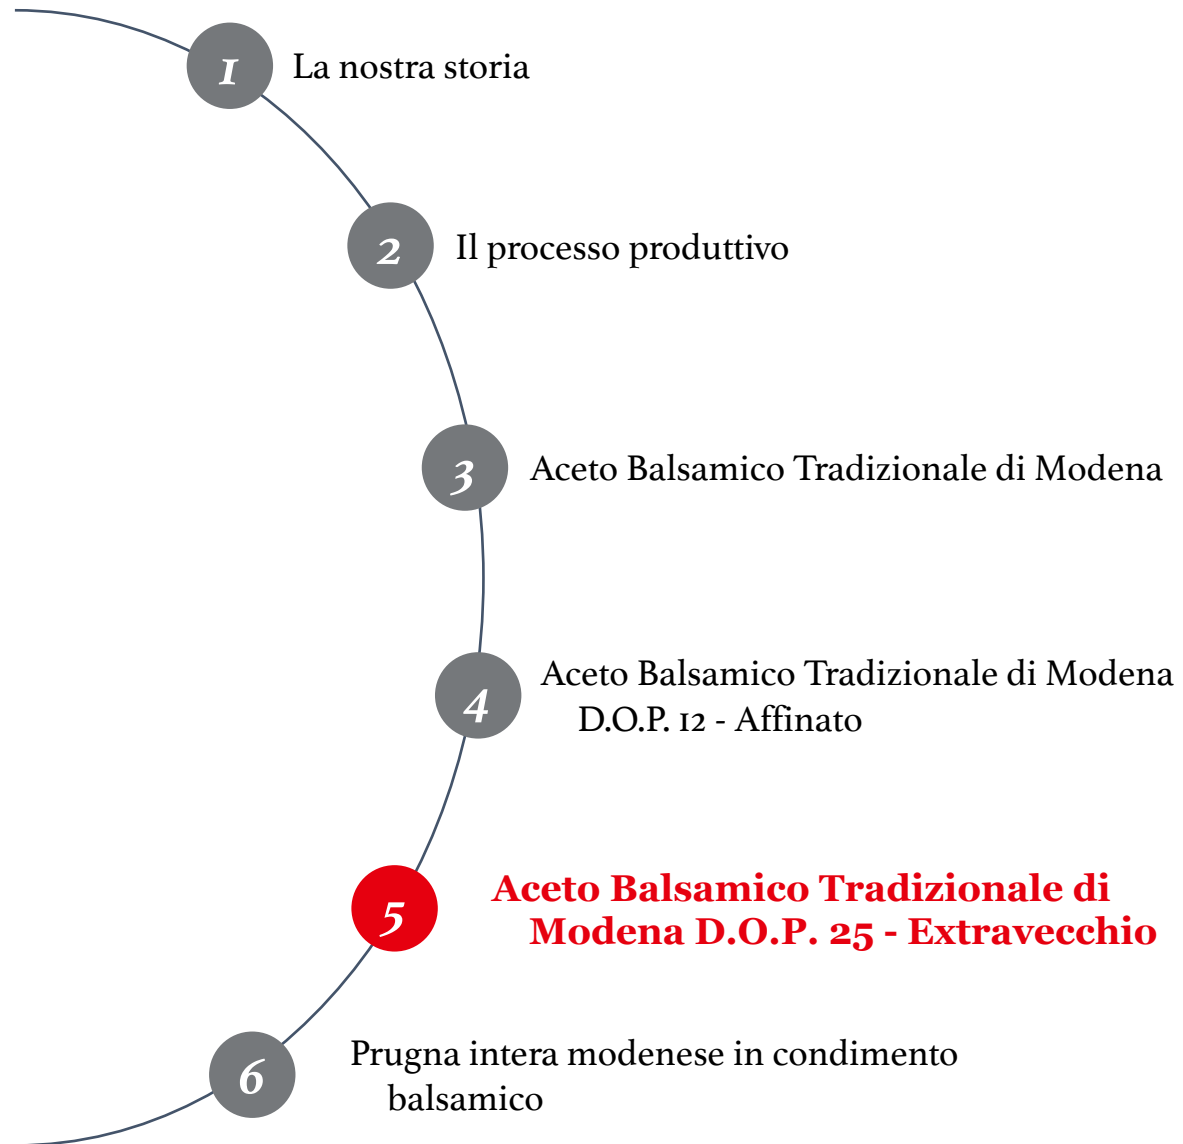 1 La nostra storia
2 Il processo produttivo
3 Aceto Balsamico Tradizionale di Modena
4 Aceto Balsamico Tradizionale di Modena
D.O.P. 12 - Affinato
5 Aceto Balsamico Tradizionale di
Modena D.O.P. 25 - Extravecchio
6 Prugna intera modenese in condimento
balsamico